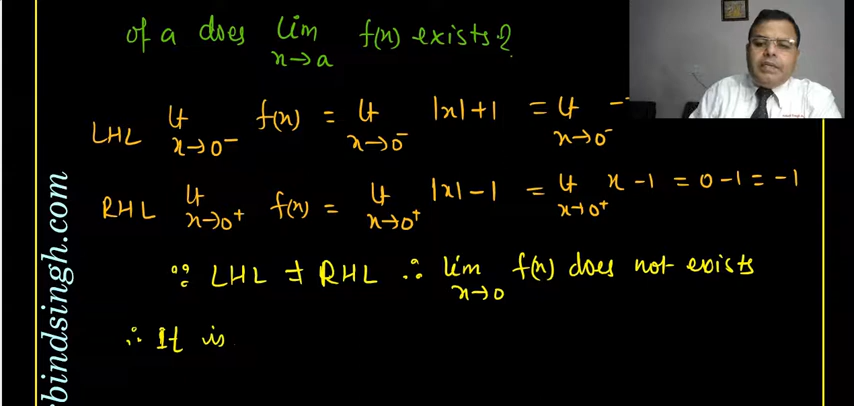 of a does lim x→a f(x) exists?
LHL Lt x→0⁻ f(x) = Lt x→0⁻ |x|+1 = Lt x→0⁻ -
RHL Lt x→0⁺ f(x) = Lt x→0⁺ |x|-1 = Lt x→0⁺ x-1 = 0-1 = -1
∵ LHL ≠ RHL ∴ lim x→0 f(x) does not exists
∴ It is
bindsingh.com